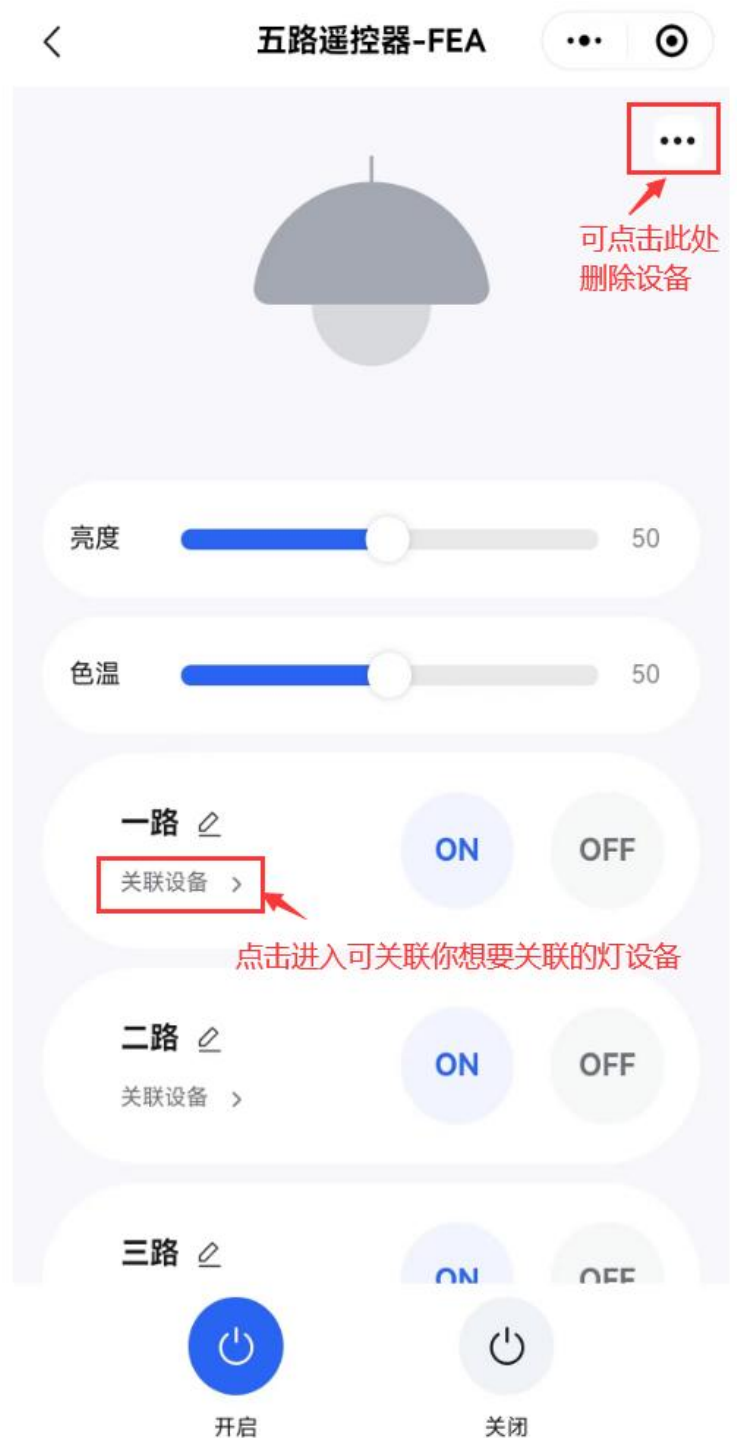 五路遥控器-FEA
可点击此处
删除设备
亮度
50
色温
50
一路
ON
OFF
关联设备 >
点击进入可关联你想要关联的灯设备
二路
ON
OFF
关联设备 >
三路
ON
OFF
开启
关闭